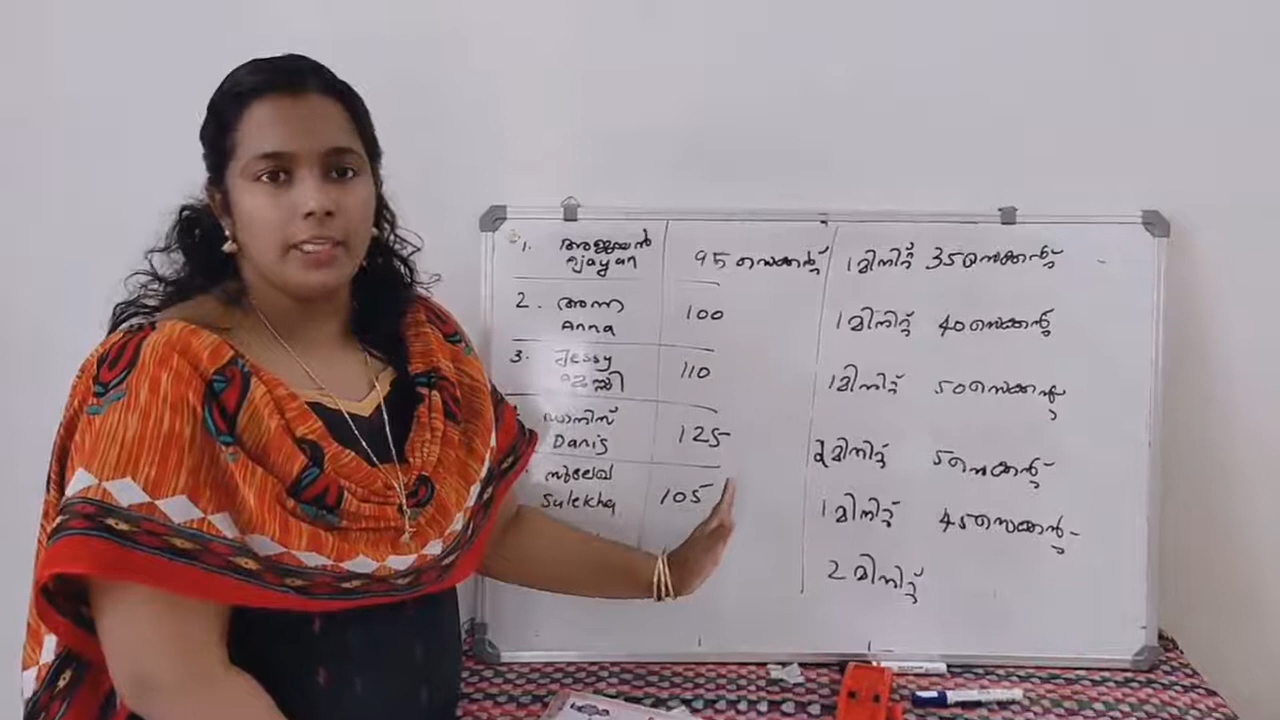 1. അജയൻ 95 സെക്കന്റ് 1 മിനിറ്റ് 35 സെക്കന്റ്
Ajayan
2. അന്ന 100 1 മിനിറ്റ് 40 സെക്കന്റ്
Anna
3. Jessy 110 1 മിനിറ്റ് 50 സെക്കന്റ്
ജെസ്സി
ഡാനിസ് 125 2 മിനിറ്റ് 5 സെക്കന്റ്
Danis
സുലേഖ 105 1 മിനിറ്റ് 45 സെക്കന്റ്
Sulekha
2 മിനിറ്റ്